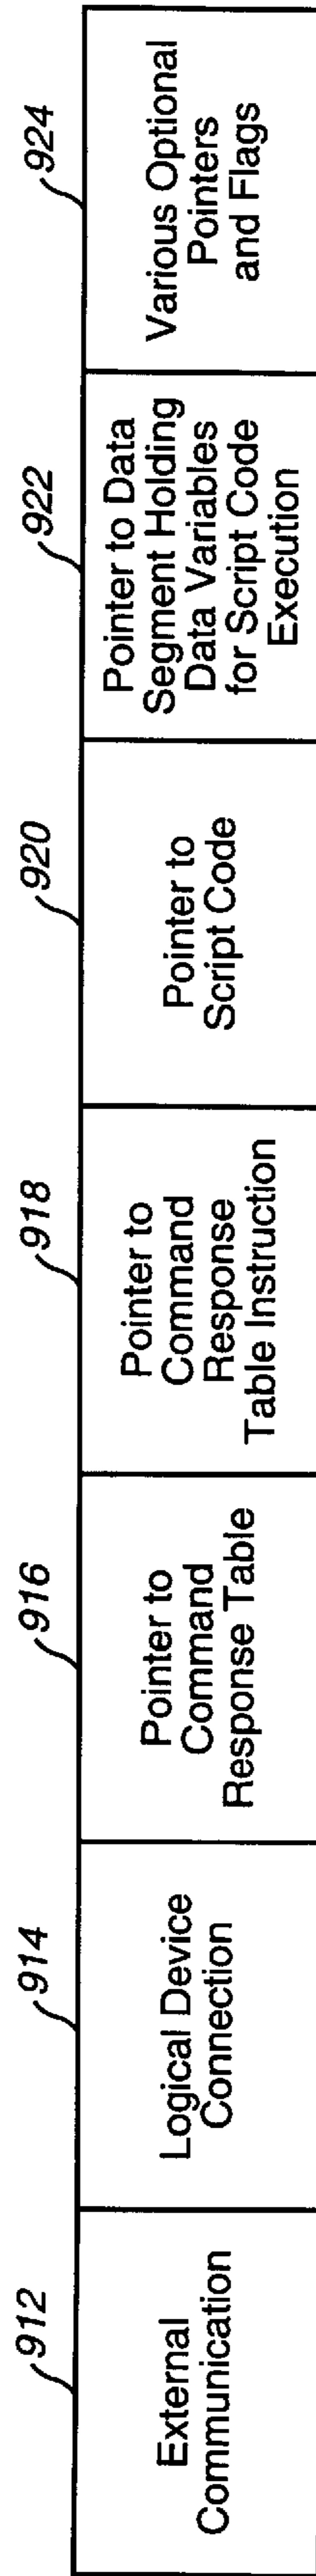 912
914
916
918
920
922
924
External
Communication
Logical Device
Connection
Pointer to
Command
Response Table
Pointer to
Command
Response
Table Instruction
Pointer to
Script Code
Pointer to Data
Segment Holding
Data Variables
for Script Code
Execution
Various Optional
Pointers
and Flags